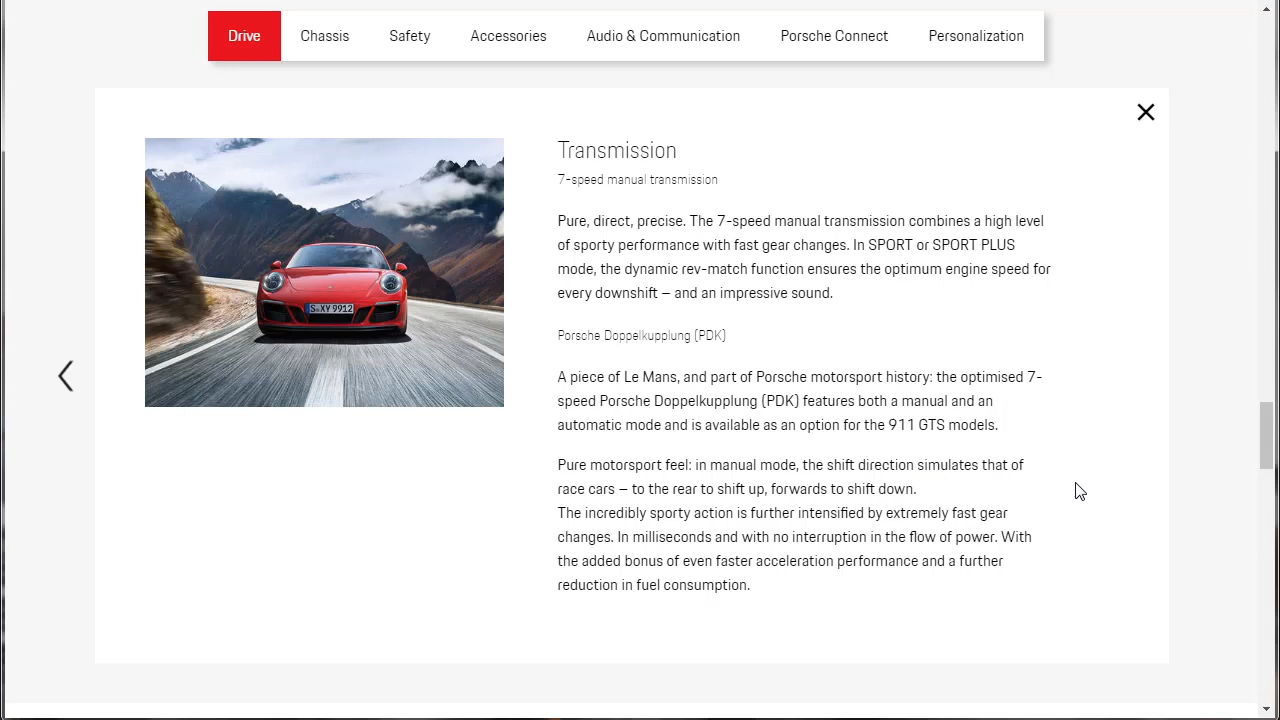 Drive Chassis Safety Accessories Audio & Communication Porsche Connect Personalization
Transmission
7-speed manual transmission
Pure, direct, precise. The 7-speed manual transmission combines a high level
of sporty performance with fast gear changes. In SPORT or SPORT PLUS
mode, the dynamic rev-match function ensures the optimum engine speed for
every downshift – and an impressive sound.
Porsche Doppelkupplung (PDK)
A piece of Le Mans, and part of Porsche motorsport history: the optimised 7-
speed Porsche Doppelkupplung (PDK) features both a manual and an
automatic mode and is available as an option for the 911 GTS models.
Pure motorsport feel: in manual mode, the shift direction simulates that of
race cars – to the rear to shift up, forwards to shift down.
The incredibly sporty action is further intensified by extremely fast gear
changes. In milliseconds and with no interruption in the flow of power. With
the added bonus of even faster acceleration performance and a further
reduction in fuel consumption.
S XY 9912